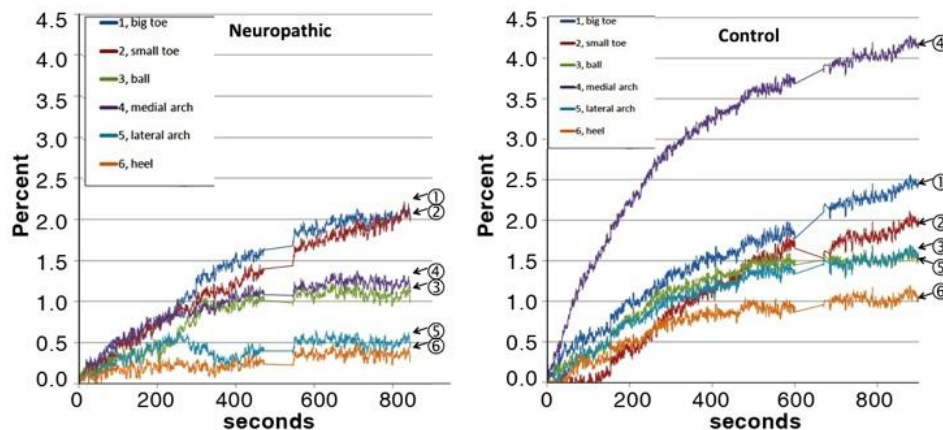 Neuropathic
Percent
4.5
4.0
3.5
3.0
2.5
2.0
1.5
1.0
0.5
0.0
1, big toe
2, small toe
3, ball
4, medial arch
5, lateral arch
6, heel
①
②
④
③
⑤
⑥
0
200
400
600
800
seconds
Control
Percent
4.5
4.0
3.5
3.0
2.5
2.0
1.5
1.0
0.5
0.0
1, big toe
2, small toe
3, ball
4, medial arch
5, lateral arch
6, heel
④
①
②
③
⑤
⑥
0
200
400
600
800
seconds